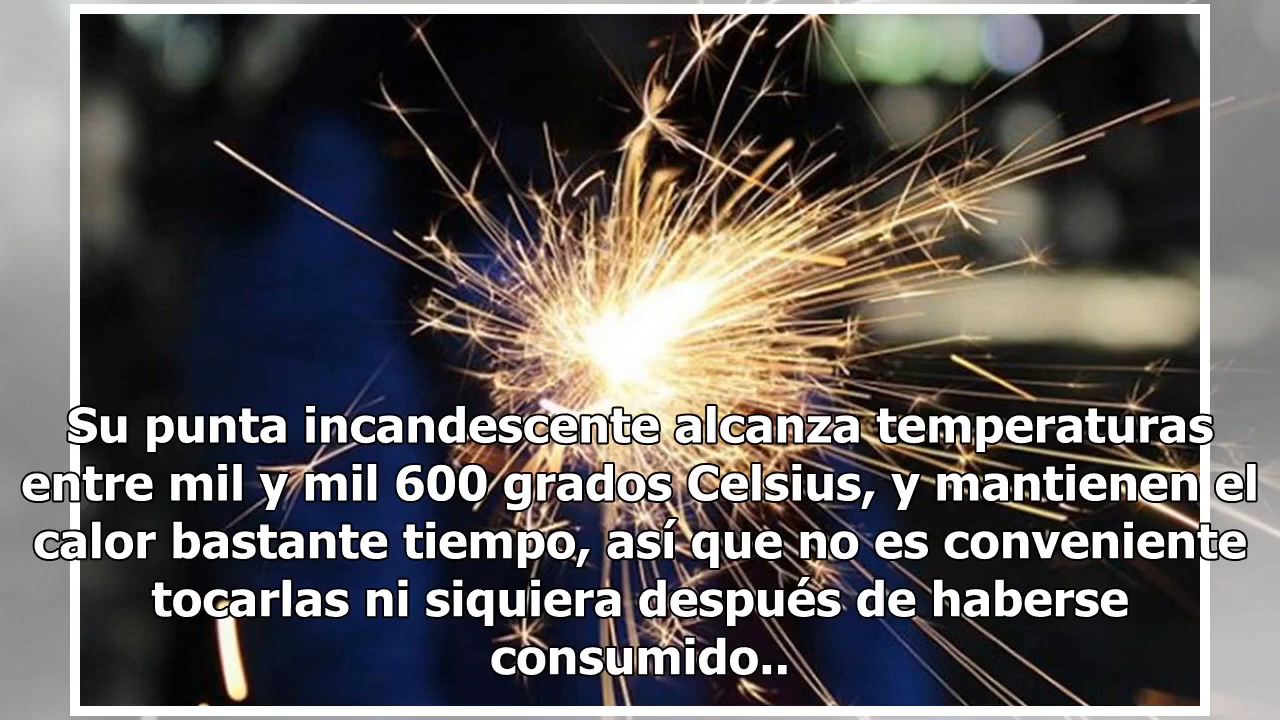 Su punta incandescente alcanza temperaturas
entre mil y mil 600 grados Celsius, y mantienen el
calor bastante tiempo, así que no es conveniente
tocarlas ni siquiera después de haberse
consumido..